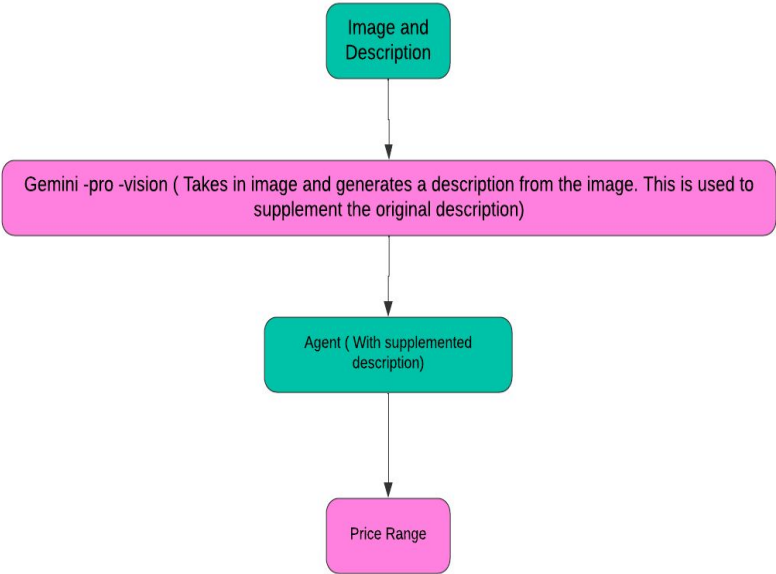 Image and
Description
Gemini -pro -vision ( Takes in image and generates a description from the image. This is used to
supplement the original description)
Agent ( With supplemented
description)
Price Range